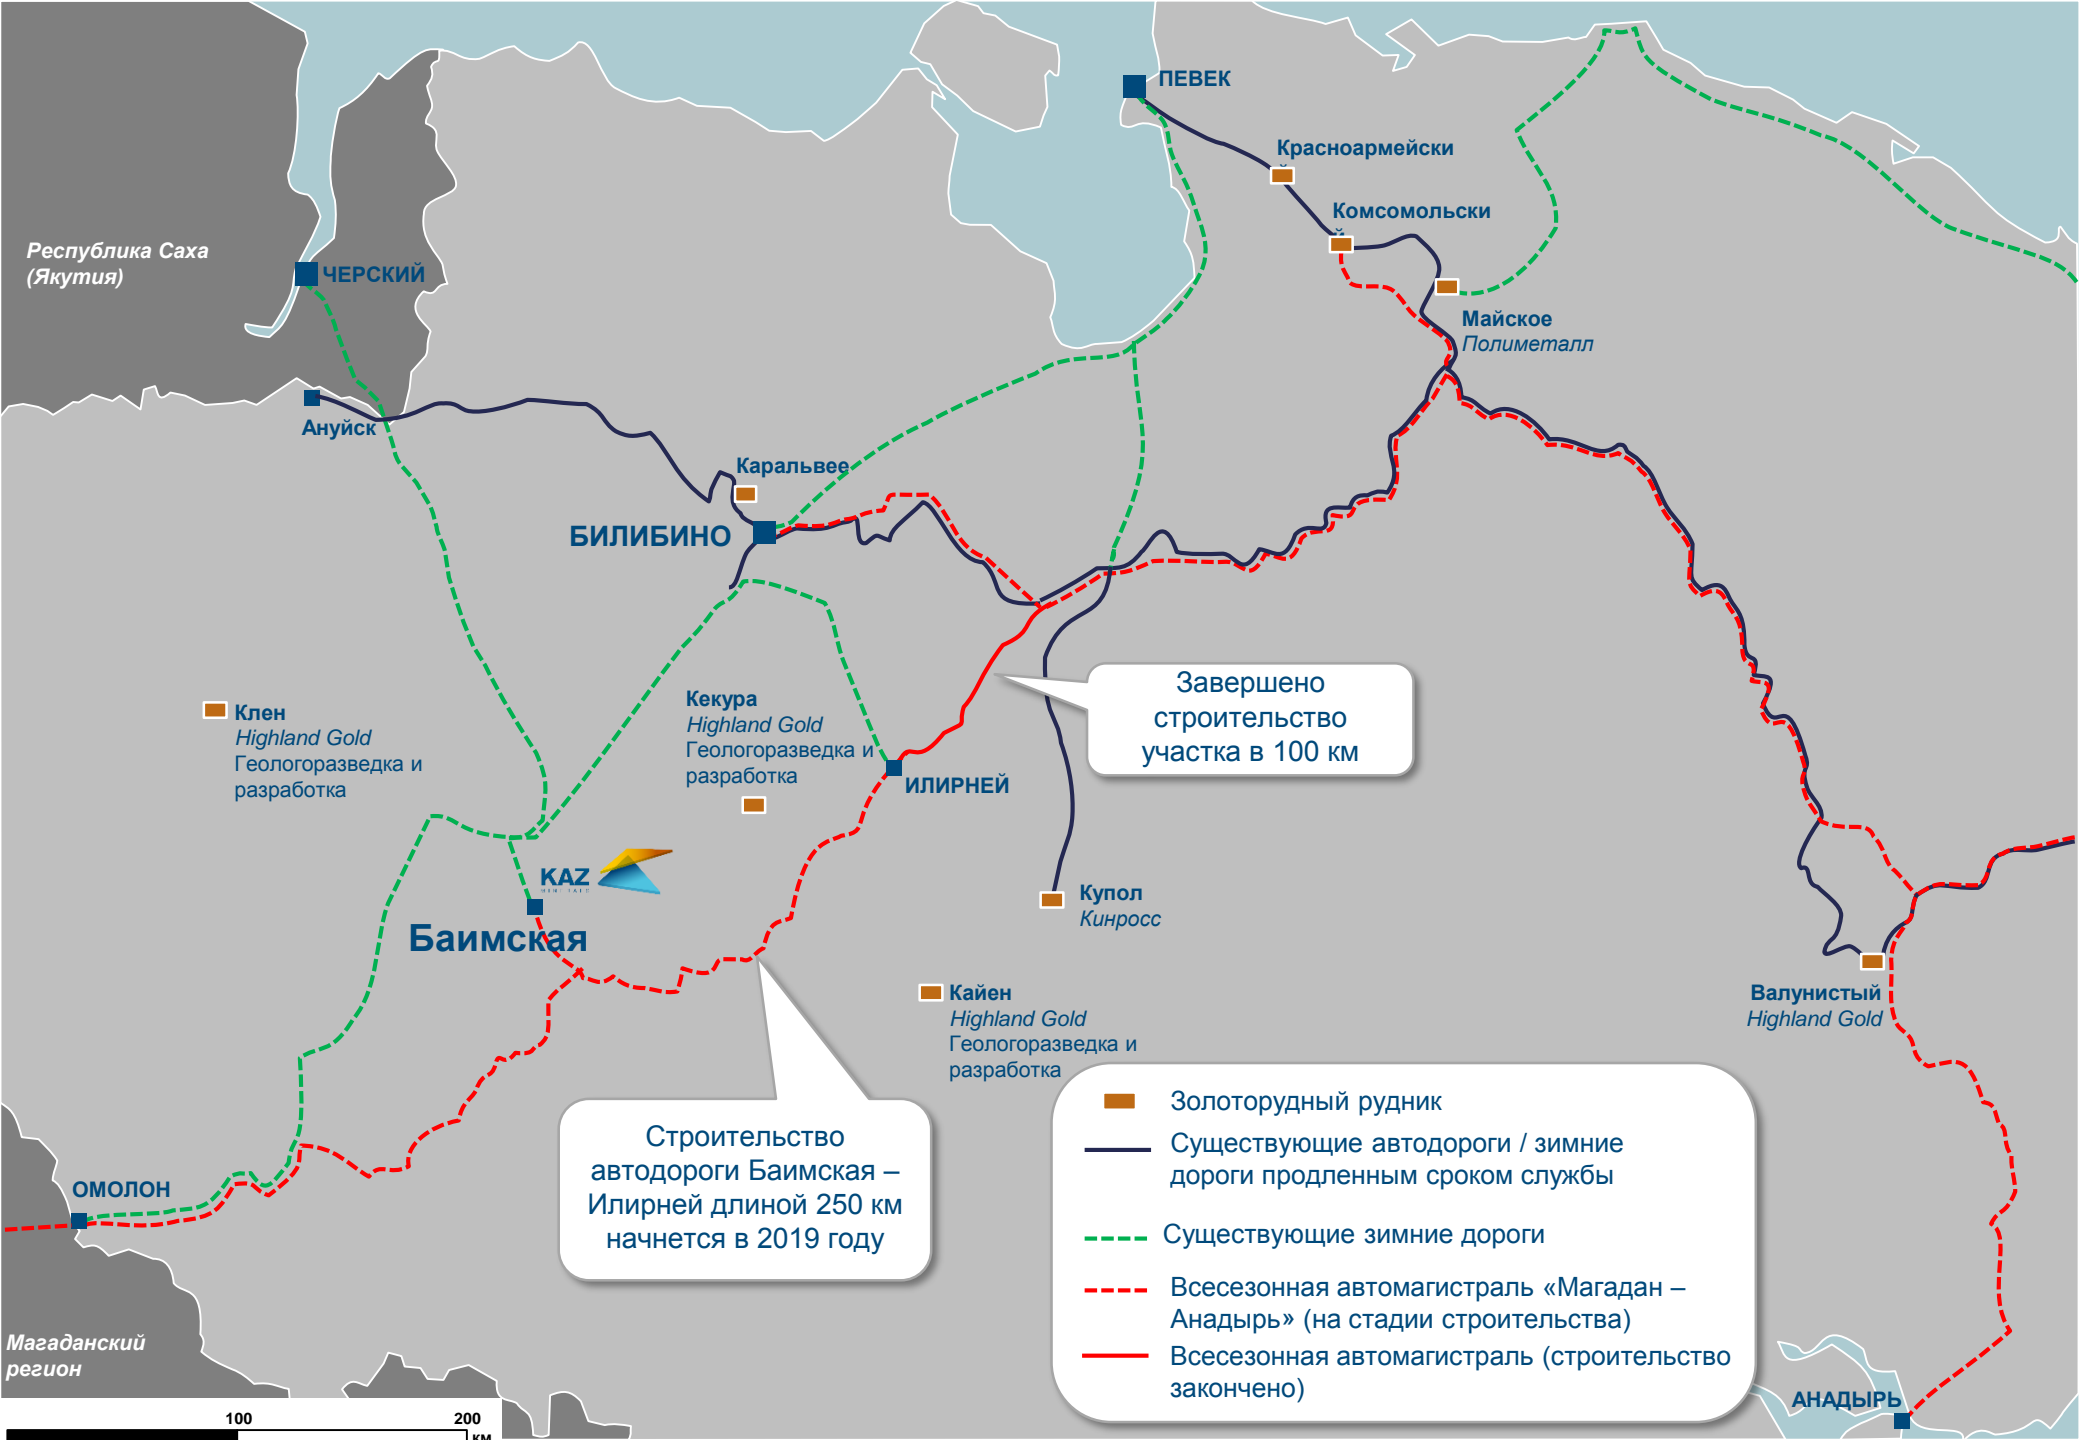 ПЕВЕК
Красноармейски
й
Комсомольски
й
Республика Саха
(Якутия)
ЧЕРСКИЙ
Майское
Полиметалл
Ануйск
Каральвее
БИЛИБИНО
Завершено
строительство
участка в 100 км
Клен
Highland Gold
Геологоразведка и
разработка
Кекура
Highland Gold
Геологоразведка и
разработка
ИЛИРНЕЙ
KAZ
Баимская
Купол
Кинросс
Кайен
Highland Gold
Геологоразведка и
разработка
Валунистый
Highland Gold
Строительство
автодороги Баимская –
Илирней длиной 250 км
начнется в 2019 году
ОМОЛОН
Золоторудный рудник
Существующие автодороги / зимние
дороги продленным сроком службы
Существующие зимние дороги
Всесезонная автомагистраль «Магадан –
Анадырь» (на стадии строительства)
Всесезонная автомагистраль (строительство
закончено)
Магаданский
регион
АНАДЫРЬ
100 200
км